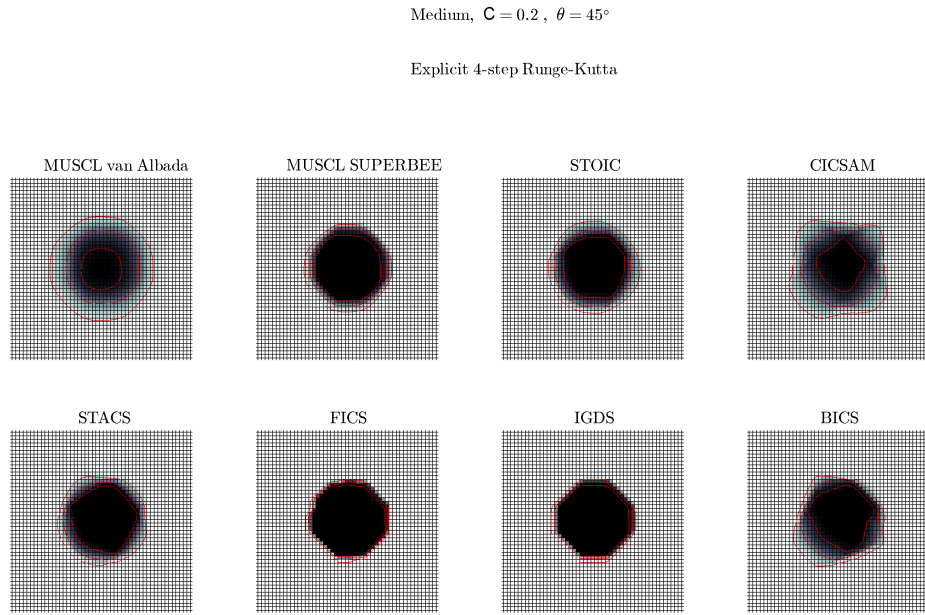 Medium, C = 0.2 , θ = 45°
Explicit 4-step Runge-Kutta
MUSCL van Albada
MUSCL SUPERBEE
STOIC
CICSAM
STACS
FICS
IGDS
BICS